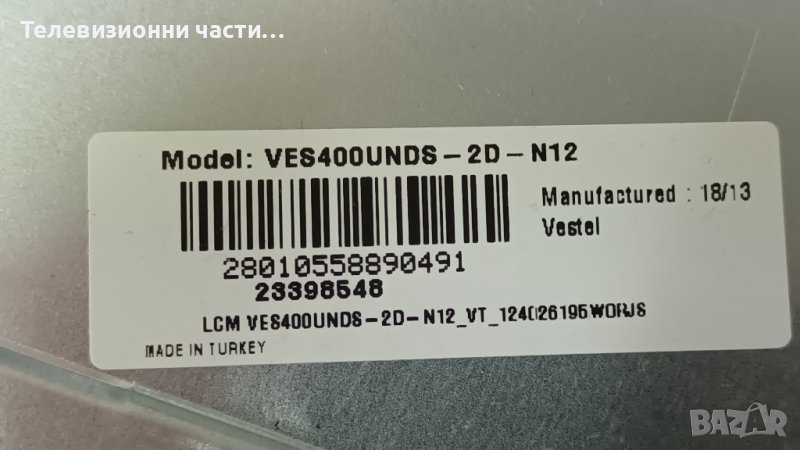 Телевизионни части…
Model: VES400UNDS-2D-N12
Manufactured : 18/13
Vestel
28010558890491
23398548
LCM VES400UNDS-2D-N12_VT_124026195WORJS
MADE IN TURKEY
BAZAR